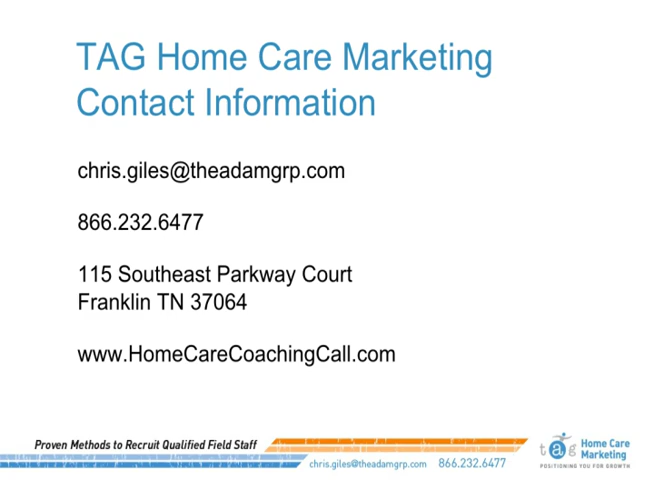 TAG Home Care Marketing
Contact Information
chris.giles@theadamgrp.com
866.232.6477
115 Southeast Parkway Court
Franklin TN 37064
www.HomeCareCoachingCall.com
Proven Methods to Recruit Qualified Field Staff
chris.giles@theadamgrp.com 866.232.6477
tag Home Care
Marketing
POSITIONING YOU FOR GROWTH